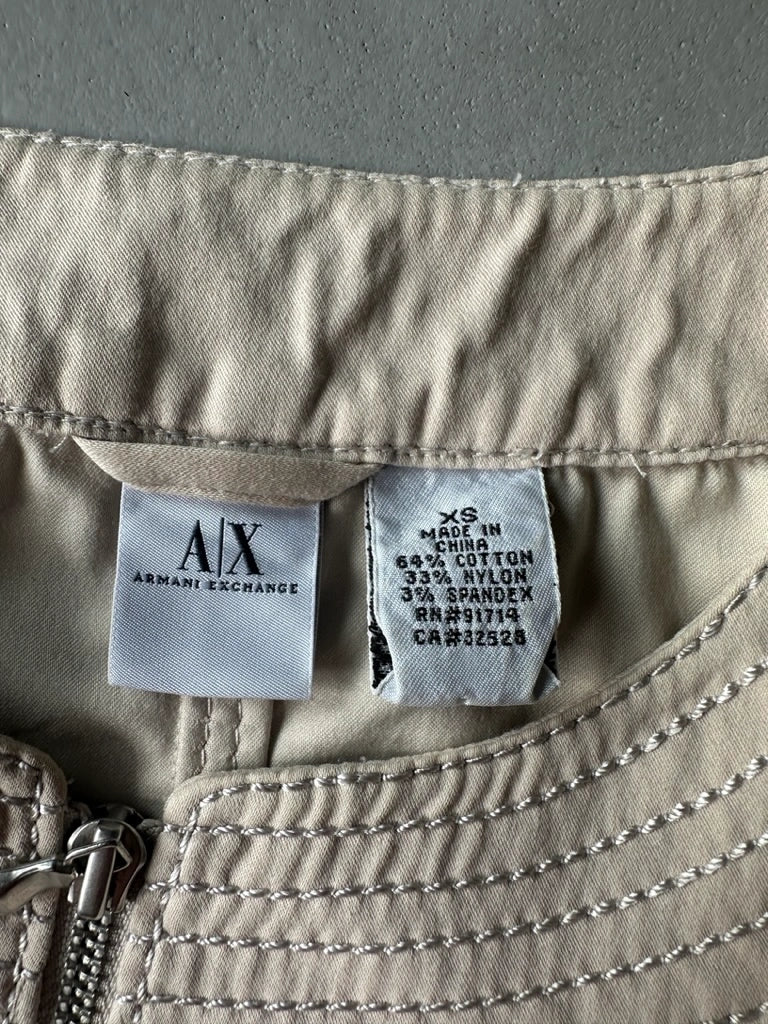 A|X
ARMANI EXCHANGE
XS
MADE IN
CHINA
64% COTTON
33% NYLON
3% SPANDEX
RN#91714
CA#32528